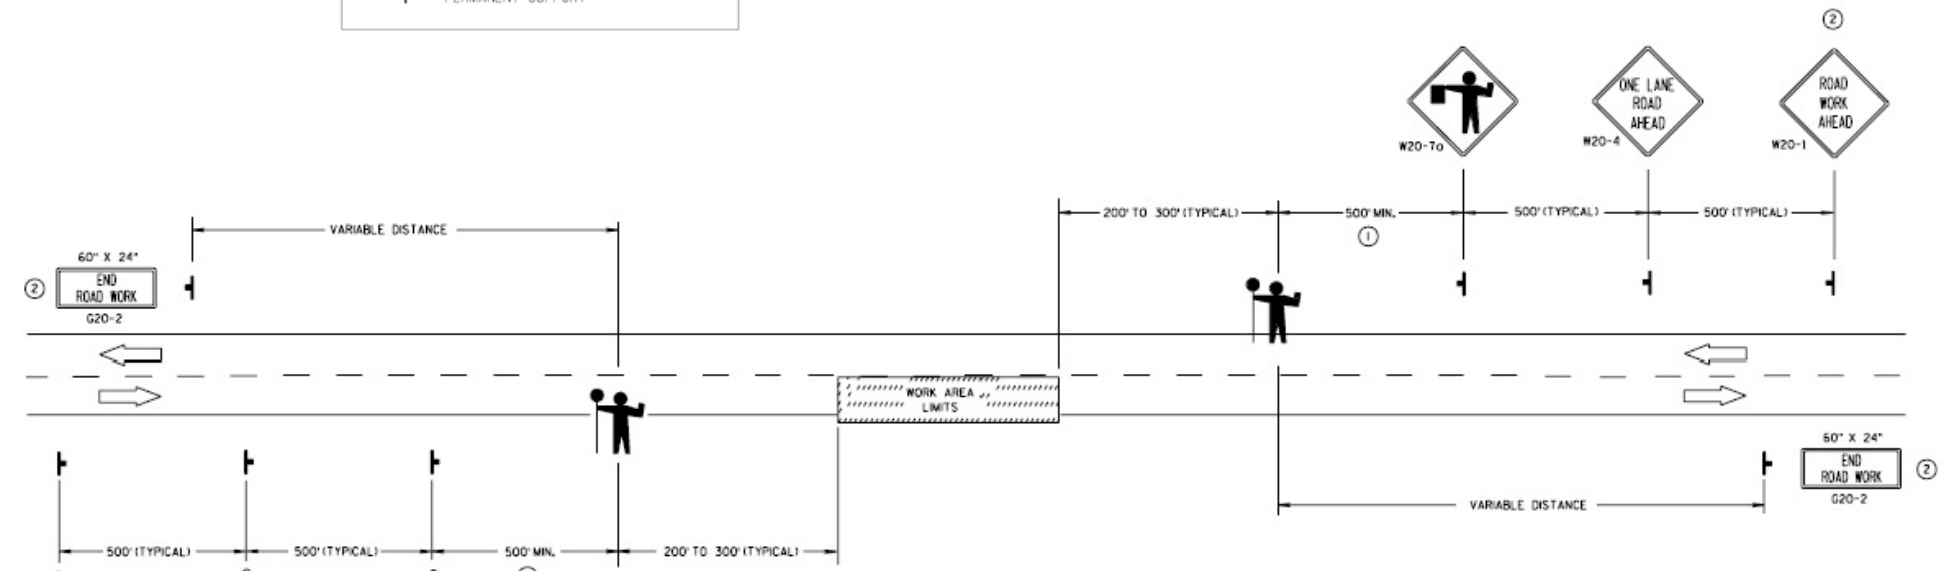 PERMANENT SUPPORT
2
ROAD
WORK
AHEAD
W20-1
ONE LANE
ROAD
AHEAD
W20-4
W20-7a
200' TO 300' (TYPICAL)
500' MIN.
500' (TYPICAL)
500' (TYPICAL)
1
VARIABLE DISTANCE
60" X 24"
2
END
ROAD WORK
G20-2
WORK AREA
LIMITS
60" X 24"
END
ROAD WORK
2
G20-2
VARIABLE DISTANCE
500' (TYPICAL)
500' (TYPICAL)
500' MIN.
200' TO 300' (TYPICAL)